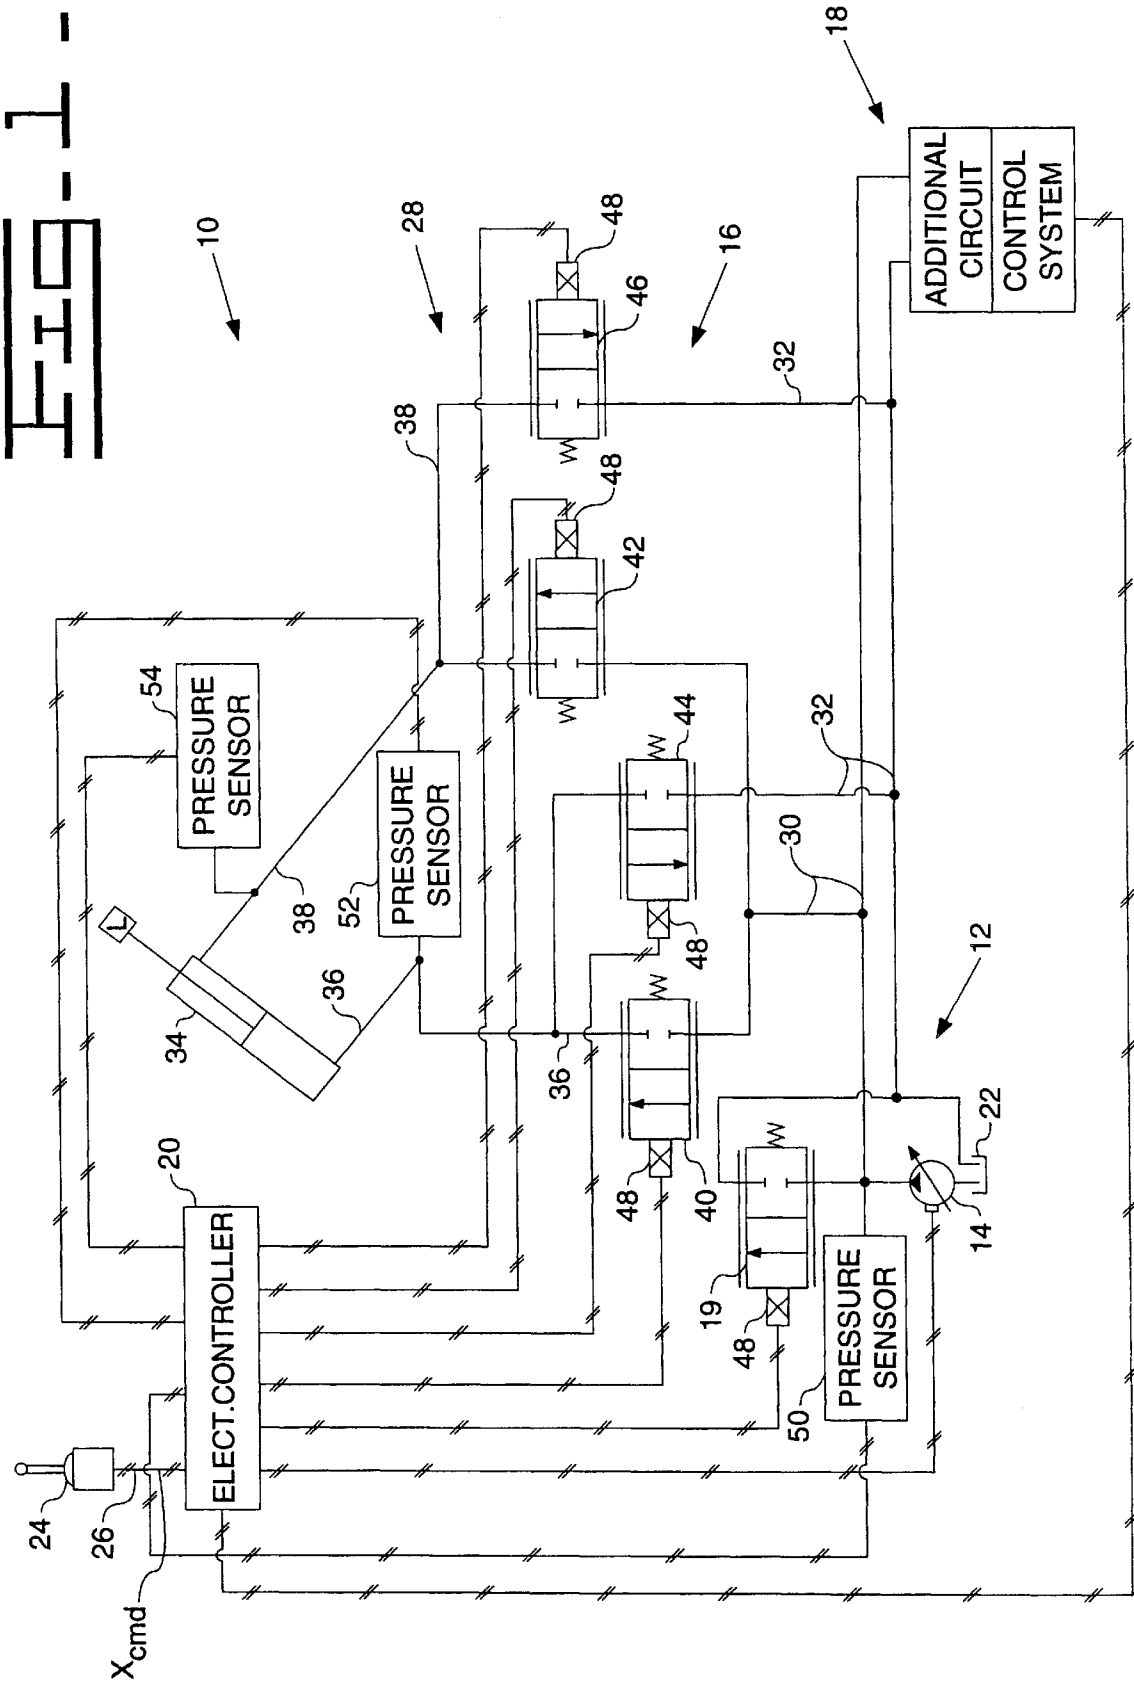 FIG-1-
10
28
16
18
12
20
24
26
Xcmd
ELECT.CONTROLLER
34
L
36
38
PRESSURE
SENSOR
54
PRESSURE
SENSOR
52
38
48
46
32
48
42
44
48
36
48
40
32
30
19
48
PRESSURE
SENSOR
50
14
22
ADDITIONAL
CIRCUIT
CONTROL
SYSTEM